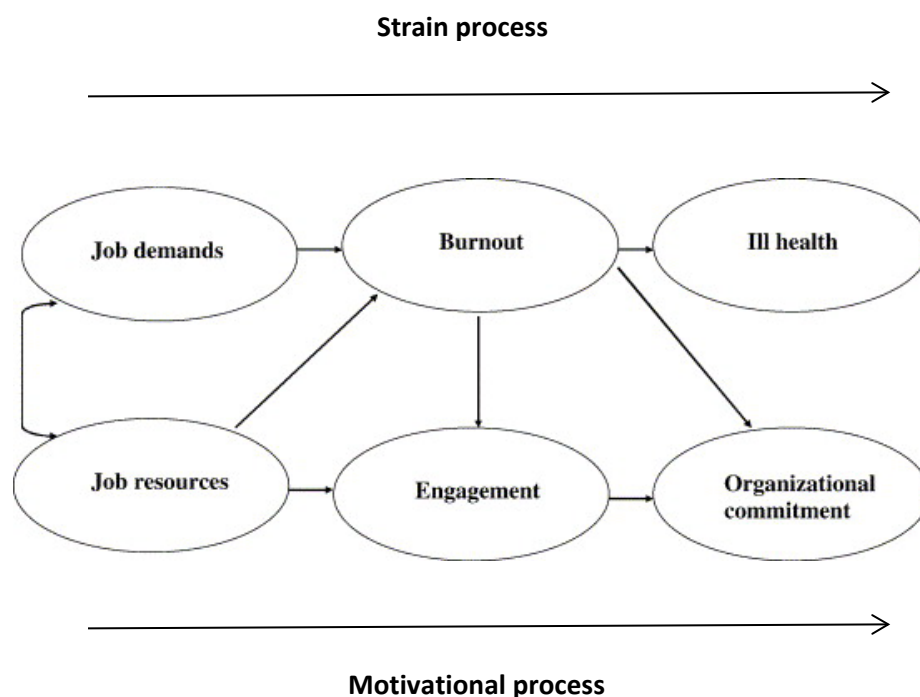 Strain process
Job demands
Burnout
Ill health
Job resources
Engagement
Organizational
commitment
Motivational process